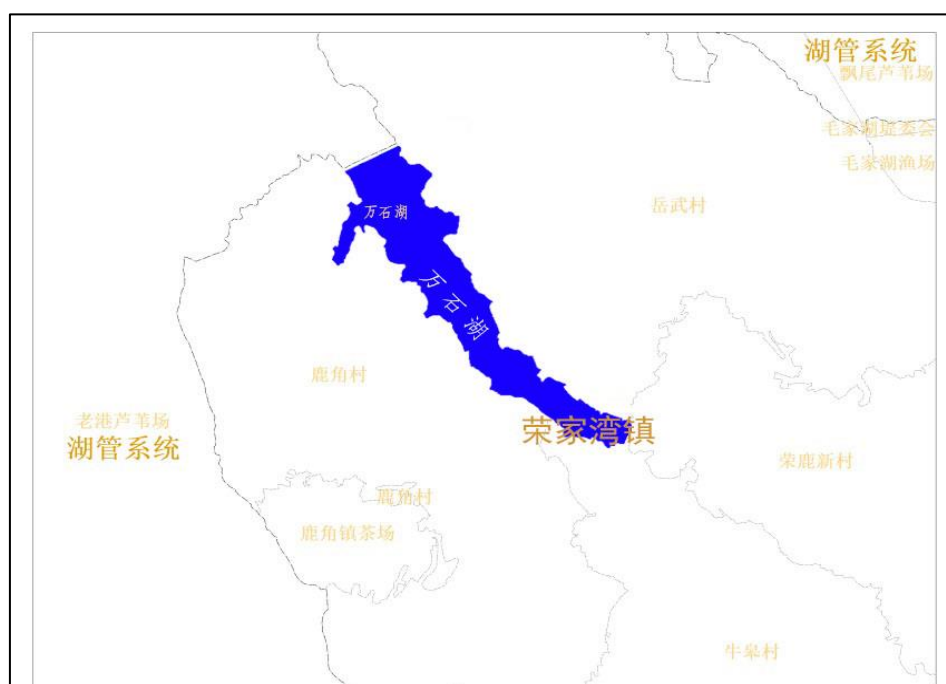 湖管系统
飘尾芦苇场
毛家湖堤委会
毛家湖渔场
岳武村
万石湖
万石湖
鹿角村
老港芦苇场
湖管系统
荣家湾镇
荣鹿新村
鹿角村
鹿角镇茶场
牛皋村